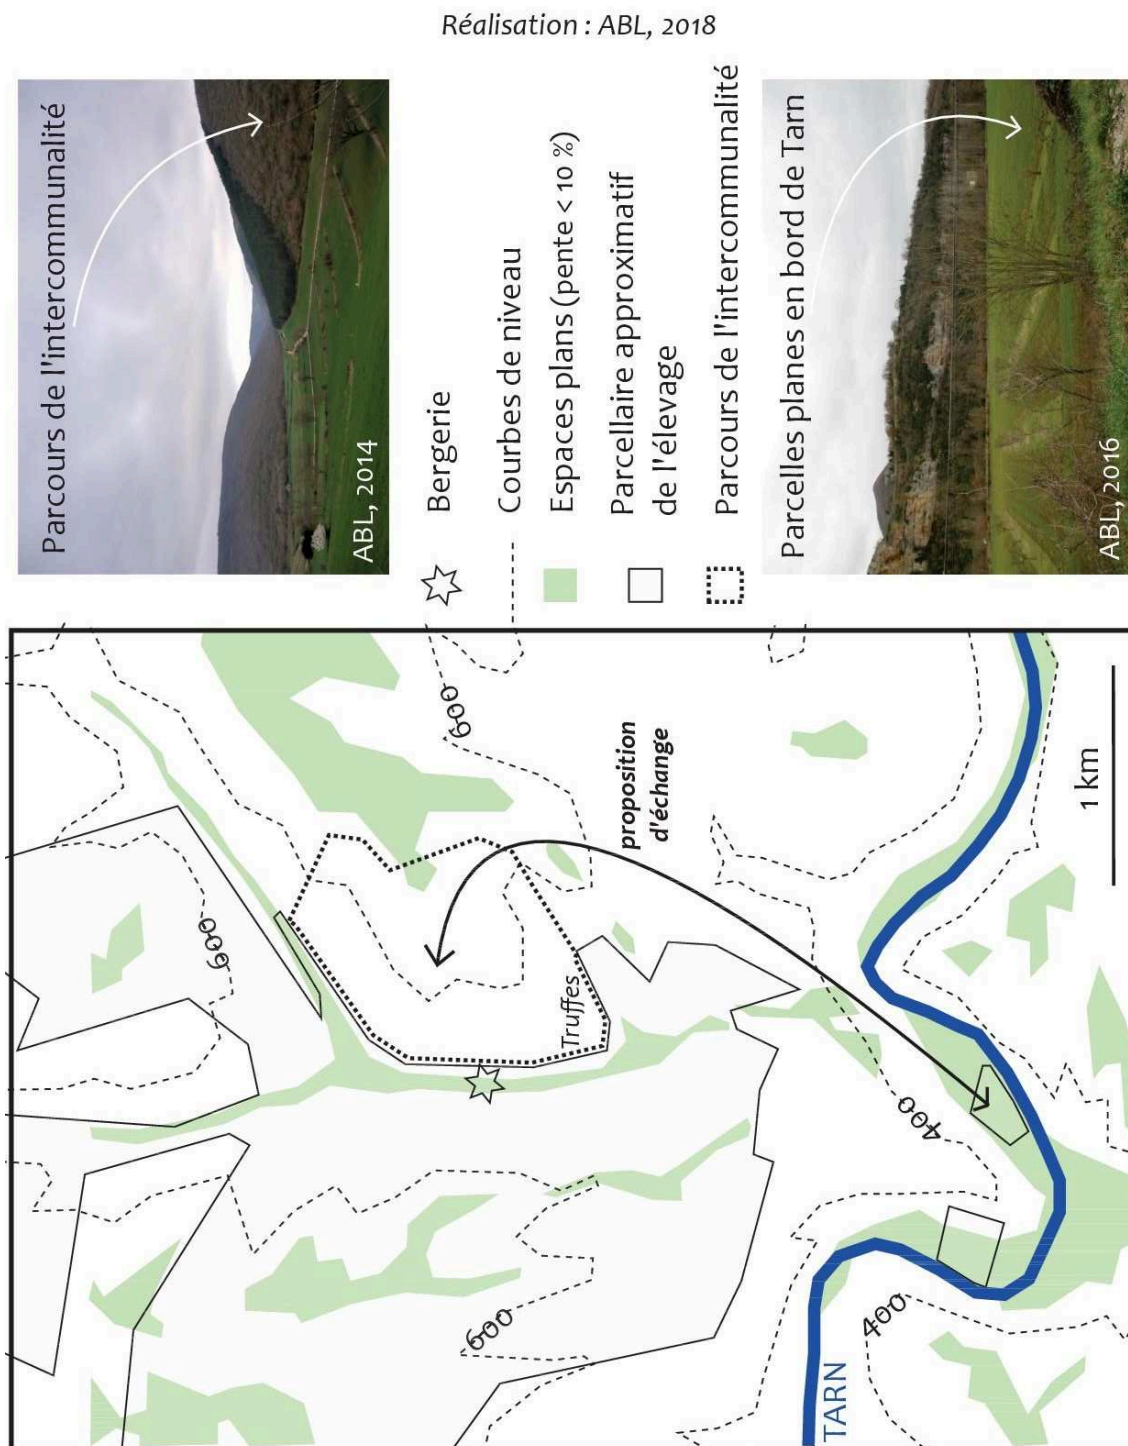 Réalisation : ABL, 2018
Parcours de l'intercommunalité
ABL, 2014
Bergerie
Courbes de niveau
Espaces plans (pente < 10 %)
Parcellaire approximatif
de l'élevage
Parcours de l'intercommunalité
Parcelles planes en bord de Tarn
ABL, 2016
600
600
proposition
d'échange
Truffes
1 km
400
600
400
TARN